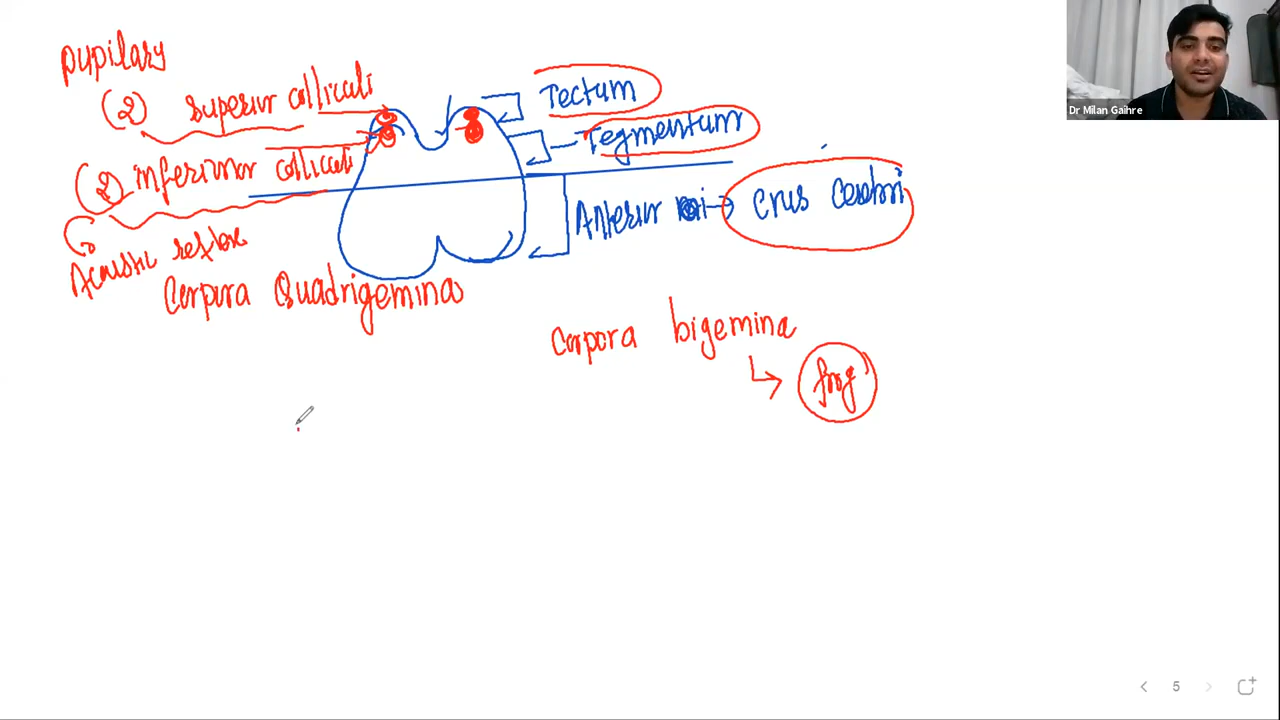 pupilary
(2) superior colliculi
Tectum
Tegmentum
(2) inferimor colliculi
Anterior → crus cerebri
Acoustic reflex
Corpora Quadrigemina
Corpora bigemina
↳ frog
Dr Milan Gaihre
5